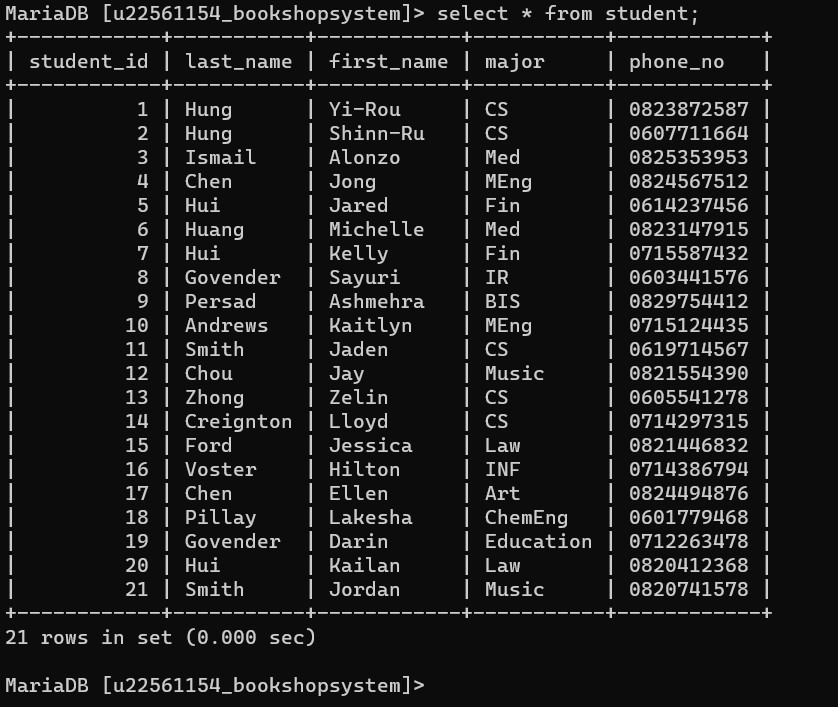 MariaDB [u22561154_bookshopsystem]> select * from student;
+------------+-----------+------------+-----------+------------+
| student_id | last_name | first_name | major     | phone_no   |
+------------+-----------+------------+-----------+------------+
|          1 | Hung      | Yi-Rou     | CS        | 0823872587 |
|          2 | Hung      | Shinn-Ru   | CS        | 0607711664 |
|          3 | Ismail    | Alonzo     | Med       | 0825353953 |
|          4 | Chen      | Jong       | MEng      | 0824567512 |
|          5 | Hui       | Jared      | Fin       | 0614237456 |
|          6 | Huang     | Michelle   | Med       | 0823147915 |
|          7 | Hui       | Kelly      | Fin       | 0715587432 |
|          8 | Govender  | Sayuri     | IR        | 0603441576 |
|          9 | Persad    | Ashmehra   | BIS       | 0829754412 |
|         10 | Andrews   | Kaitlyn    | MEng      | 0715124435 |
|         11 | Smith     | Jaden      | CS        | 0619714567 |
|         12 | Chou      | Jay        | Music     | 0821554390 |
|         13 | Zhong     | Zelin      | CS        | 0605541278 |
|         14 | Creignton | Lloyd      | CS        | 0714297315 |
|         15 | Ford      | Jessica    | Law       | 0821446832 |
|         16 | Voster    | Hilton     | INF       | 0714386794 |
|         17 | Chen      | Ellen      | Art       | 0824494876 |
|         18 | Pillay    | Lakesha    | ChemEng   | 0601779468 |
|         19 | Govender  | Darin      | Education | 0712263478 |
|         20 | Hui       | Kailan     | Law       | 0820412368 |
|         21 | Smith     | Jordan     | Music     | 0820741578 |
+------------+-----------+------------+-----------+------------+
21 rows in set (0.000 sec)
MariaDB [u22561154_bookshopsystem]>